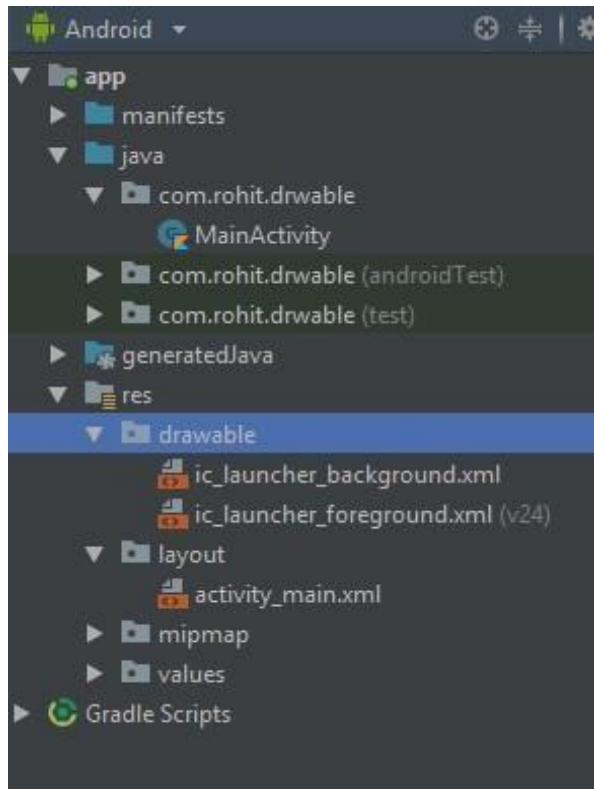 Android
app
manifests
java
com.rohit.drwable
MainActivity
com.rohit.drwable (androidTest)
com.rohit.drwable (test)
generatedJava
res
drawable
ic_launcher_background.xml
ic_launcher_foreground.xml (v24)
layout
activity_main.xml
mipmap
values
Gradle Scripts